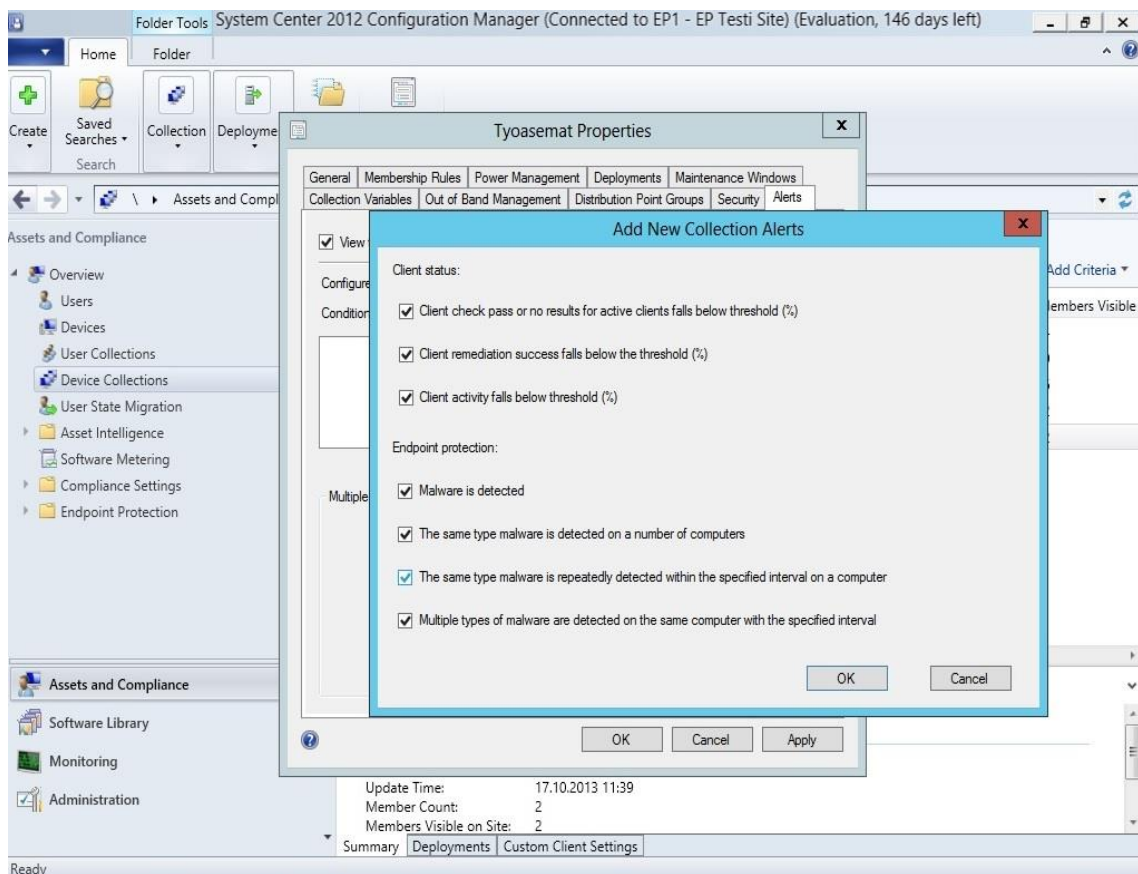 Folder Tools System Center 2012 Configuration Manager (Connected to EP1 - EP Testi Site) (Evaluation, 146 days left)
Home Folder
Create Saved Searches Collection
Search
\ Assets and Compl
Assets and Compliance
Overview
Users
Devices
User Collections
Device Collections
User State Migration
Asset Intelligence
Software Metering
Compliance Settings
Endpoint Protection
Assets and Compliance
Software Library
Monitoring
Administration
Tyoasemat Properties
General Membership Rules Power Management Deployments Maintenance Windows
Collection Variables Out of Band Management Distribution Point Groups Security Alerts
View
Configure
Condition
Multiple
Add New Collection Alerts
Client status:
Client check pass or no results for active clients falls below threshold (%)
Client remediation success falls below the threshold (%)
Client activity falls below threshold (%)
Endpoint protection:
Malware is detected
The same type malware is detected on a number of computers
The same type malware is repeatedly detected within the specified interval on a computer
Multiple types of malware are detected on the same computer with the specified interval
OK Cancel
OK Cancel Apply
Add Criteria
Members Visible
Update Time: 17.10.2013 11:39
Member Count: 2
Members Visible on Site: 2
Summary Deployments Custom Client Settings
Ready